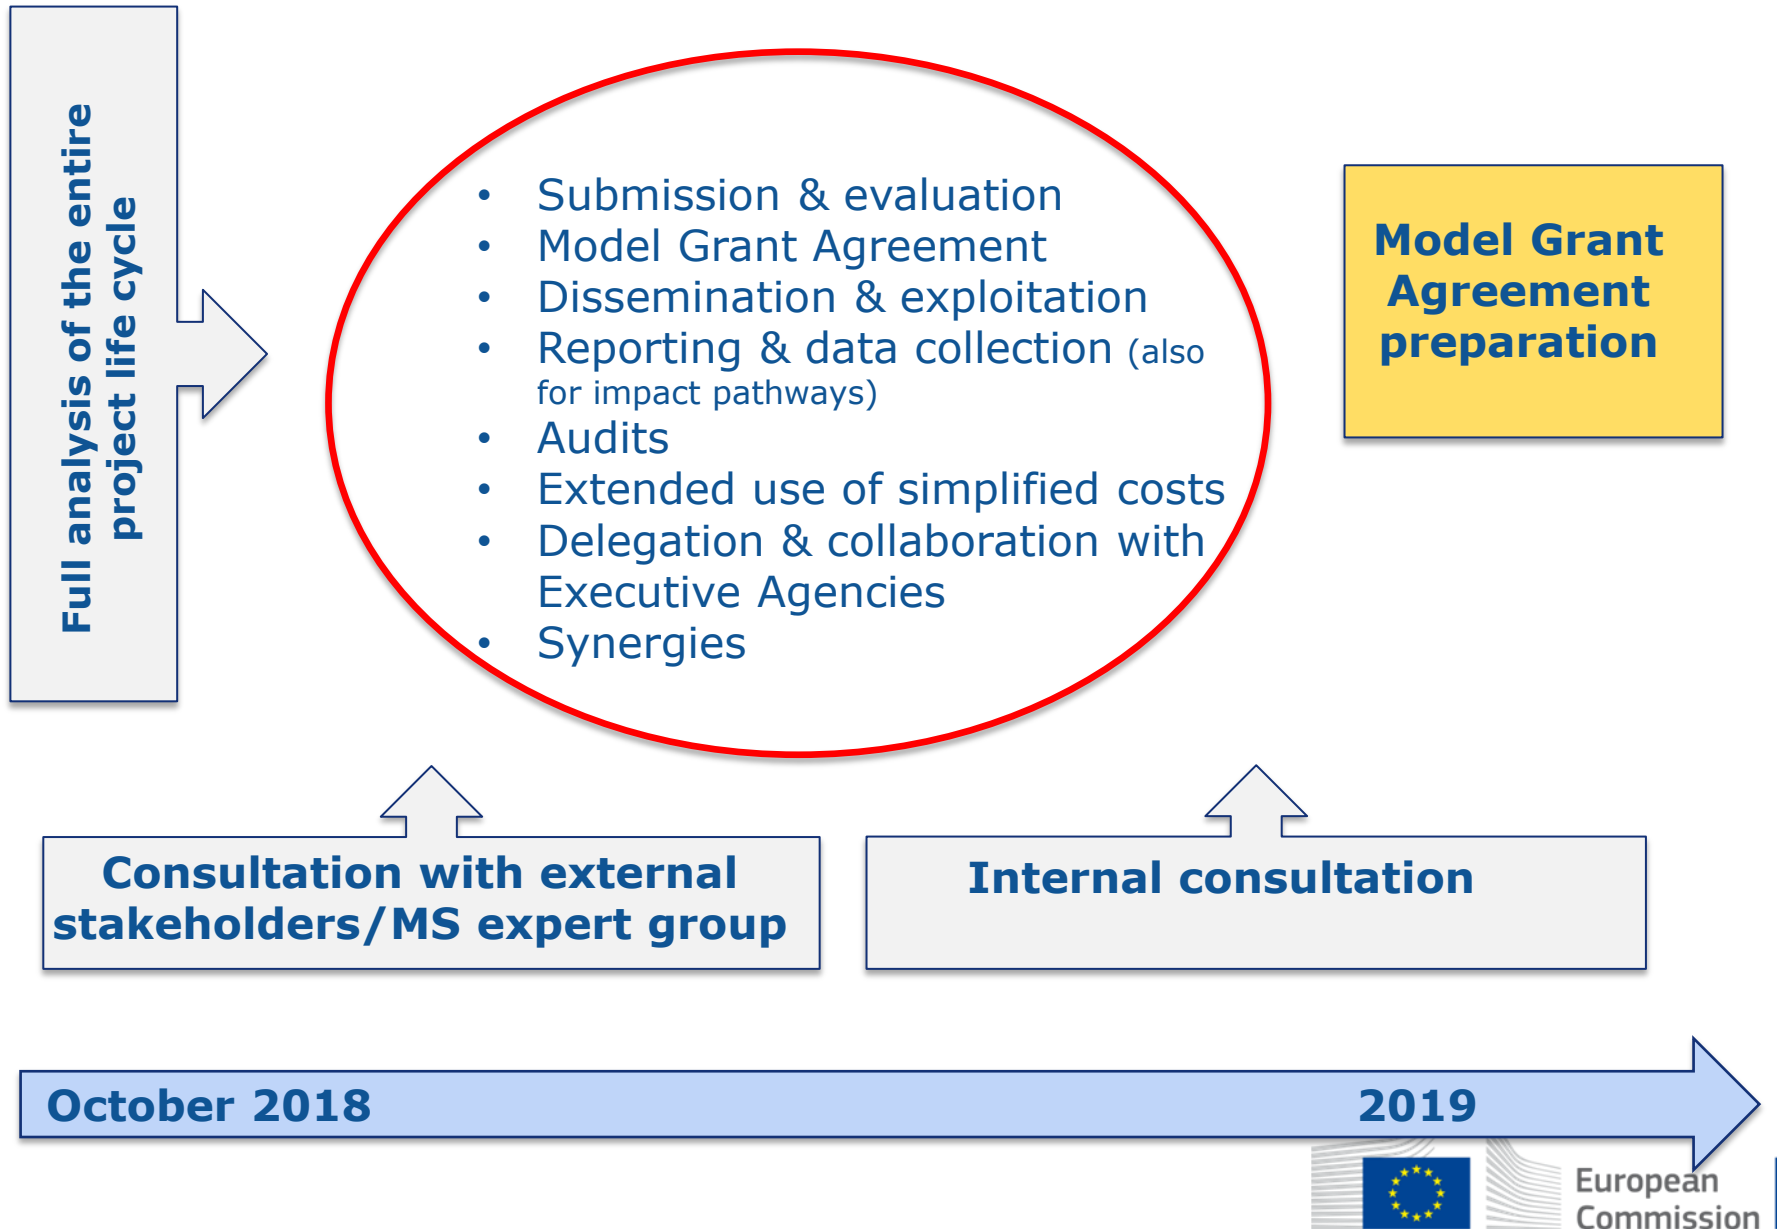 Full analysis of the entire
project life cycle
• Submission & evaluation
• Model Grant Agreement
• Dissemination & exploitation
• Reporting & data collection (also
for impact pathways)
• Audits
• Extended use of simplified costs
• Delegation & collaboration with
Executive Agencies
• Synergies
Model Grant
Agreement
preparation
Consultation with external
stakeholders/MS expert group
Internal consultation
October 2018
2019
European
Commission